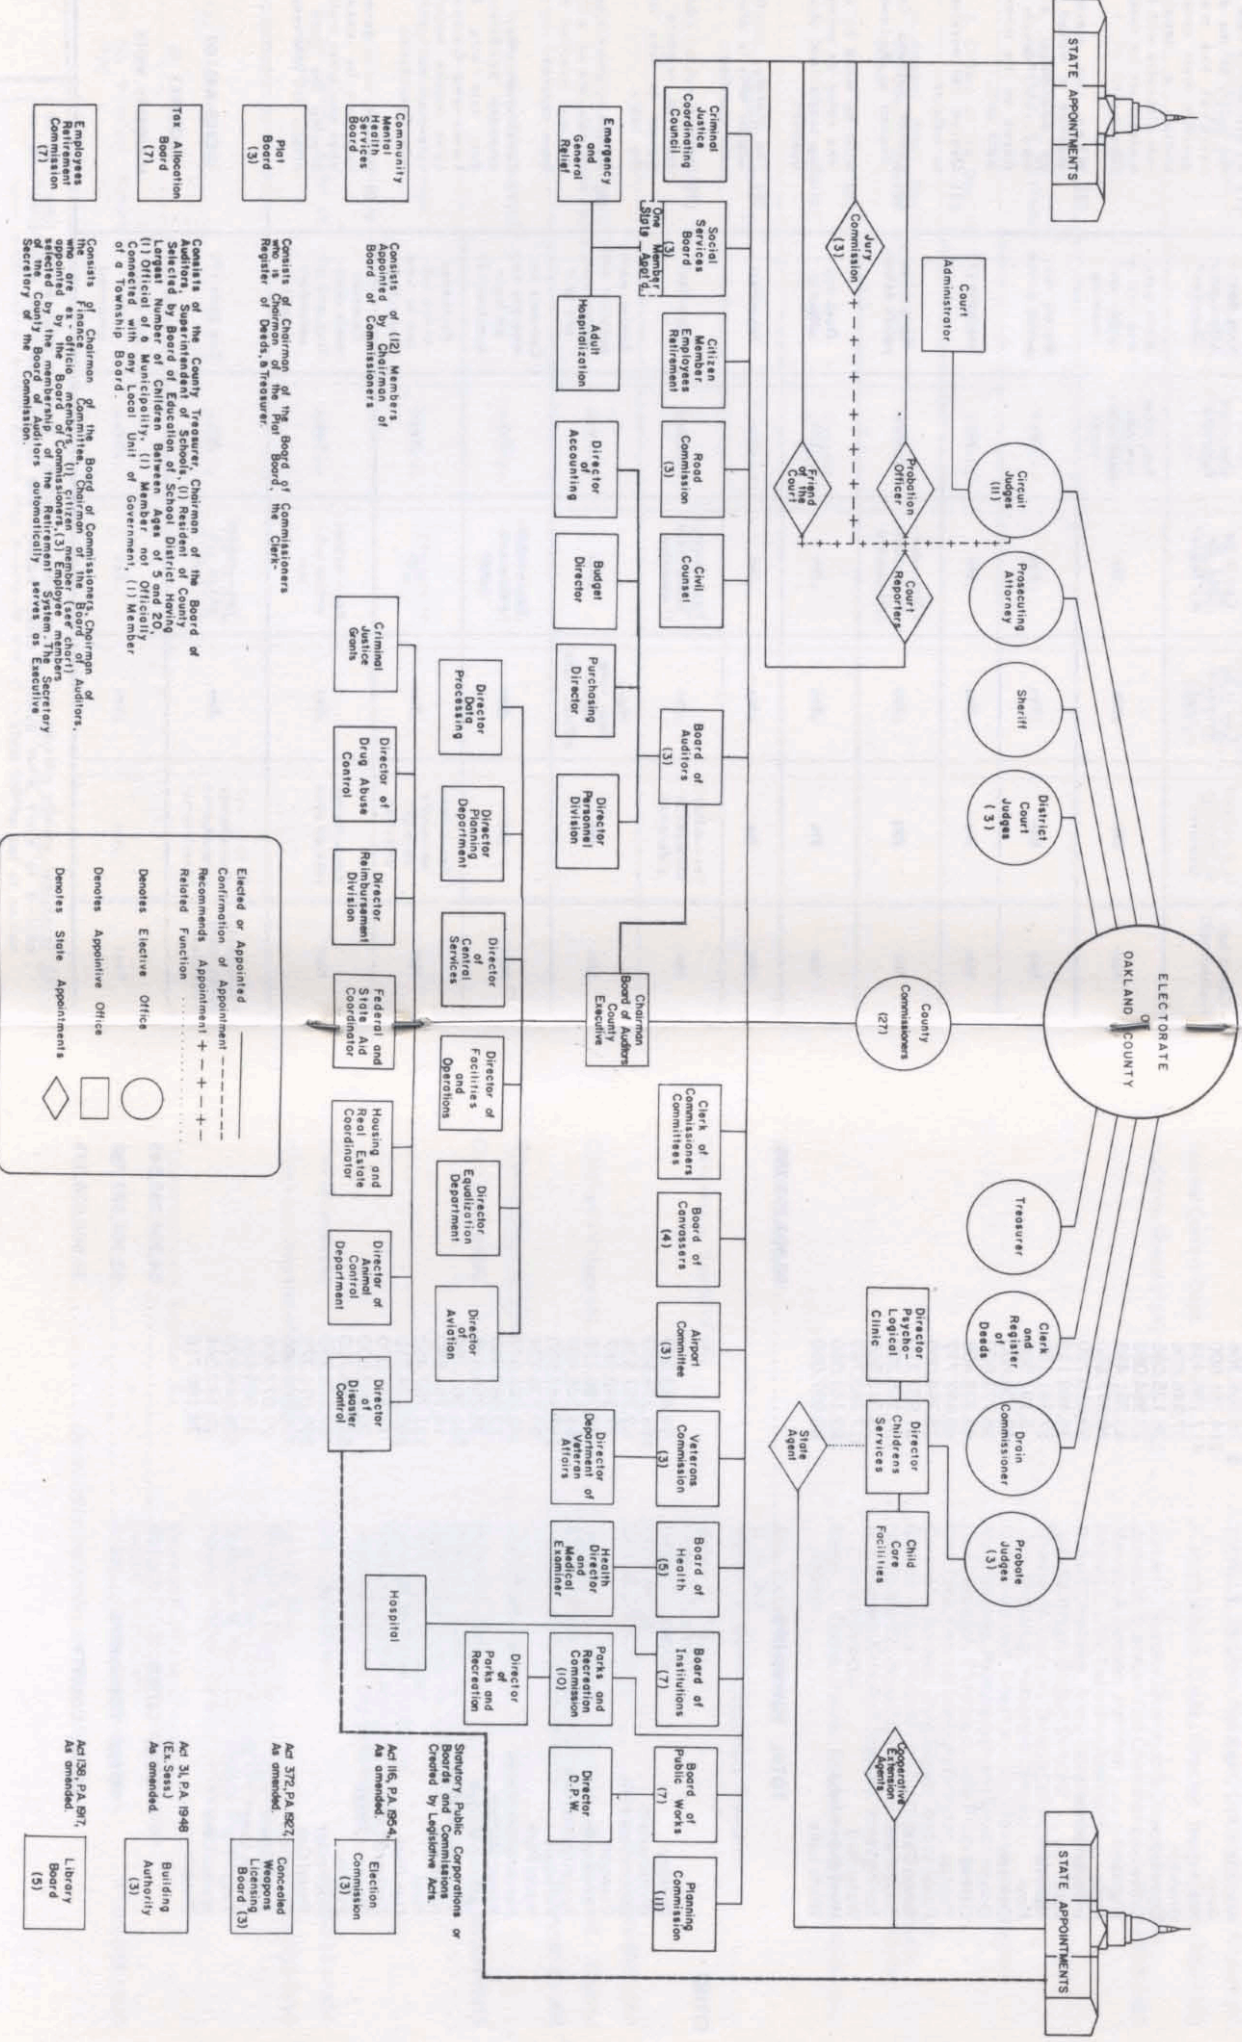 STATE APPOINTMENTS
ELECTORATE
OF
OAKLAND COUNTY
STATE APPOINTMENTS
Circuit
Judges
(11)
Prosecuting
Attorney
Sheriff
District
Court
Judges
(3)
County
Commissioners
(27)
Treasurer
Clerk
and
Register
of
Deeds
Drain
Commissioner
Probate
Judges
(3)
Court
Administrator
Jury
Commission
(3)
Probation
Officer
Friend
of the
Court
Court
Reporters
Director
Psycho-
Logical
Clinic
Director
Childrens
Services
Child
Care
Facilities
State
Agent
Cooperative
Extension
Agents
Criminal
Justice
Coordinating
Council
Social
Services
Board
(3)
One Member
State Appt'd.
Citizen
Member
Employees
Retirement
Road
Commission
(3)
Civil
Counsel
Board of
Auditors
(3)
Clerk of
Commissioners
Committees
Board of
Canvassers
(4)
Airport
Committee
(3)
Veterans
Commission
(3)
Board of
Health
(5)
Board of
Institutions
(7)
Board of
Public Works
(7)
Planning
Commission
(11)
Emergency
and
General
Relief
Adult
Hospitalization
Director
of
Accounting
Budget
Director
Purchasing
Director
Director
Personnel
Division
Chairman
Board of Auditors
County
Executive
Director
Department of
Veteran
Affairs
Health
Director
and
Medical
Examiner
Parks and
Recreation
Commission
(10)
Director
D.P.W.
Director
Data
Processing
Director
Planning
Department
Director
of
Central
Services
Director of
Facilities
and
Operations
Director
Equalization
Department
Director
of
Aviation
Director
of
Parks and
Recreation
Criminal
Justice
Grants
Director of
Drug Abuse
Control
Director
Reimbursement
Division
Federal and
State Aid
Coordinator
Housing and
Real Estate
Coordinator
Director of
Animal
Control
Department
Director
of
Disaster
Control
Hospital
Community
Mental
Health
Services
Board
Consists of (12) Members
Appointed by Chairman of
Board of Commissioners
Plat
Board
(3)
Consists of Chairman of the Board of Commissioners
who is Chairman of the Plat Board, the Clerk-
Register of Deeds, & Treasurer.
Tax Allocation
Board
(7)
Consists of the County Treasurer, Chairman of the Board of
Auditors, Superintendent of Schools, (1) Resident of County
Selected by Board of Education of School District Having
Largest Number of Children Between Ages of 5 and 20,
(1) Official of a Municipality, (1) Member not Officially
Connected with any Local Unit of Government, (1) Member
of a Township Board.
Employees
Retirement
Commission
(7)
Consists of Chairman of the Board of Commissioners, Chairman of
the Finance Committee, Chairman of the Board of Auditors,
who are ex-officio members, (1) citizen member (see chart)
appointed by the Board of Commissioners, (3) Employee members
selected by the membership of the Retirement System. The Secretary
of the County Board of Auditors automatically serves as Executive
Secretary of the Commission.
Elected or Appointed
Confirmation of Appointment
Recommends Appointment
Related Function
Denotes Elective Office
Denotes Appointive Office
Denotes State Appointments
Statutory Public Corporations or
Boards and Commissions
Created by Legislative Acts.
Act 116, P.A. 1954,
As amended.
Election
Commission
(3)
Act 372, P.A. 1927,
As amended.
Concealed
Weapons
Licensing
Board (3)
Act 31, P.A. 1948
(Ex. Sess)
As amended.
Building
Authority
(3)
Act 138, P.A. 1917,
As amended.
Library
Board
(5)